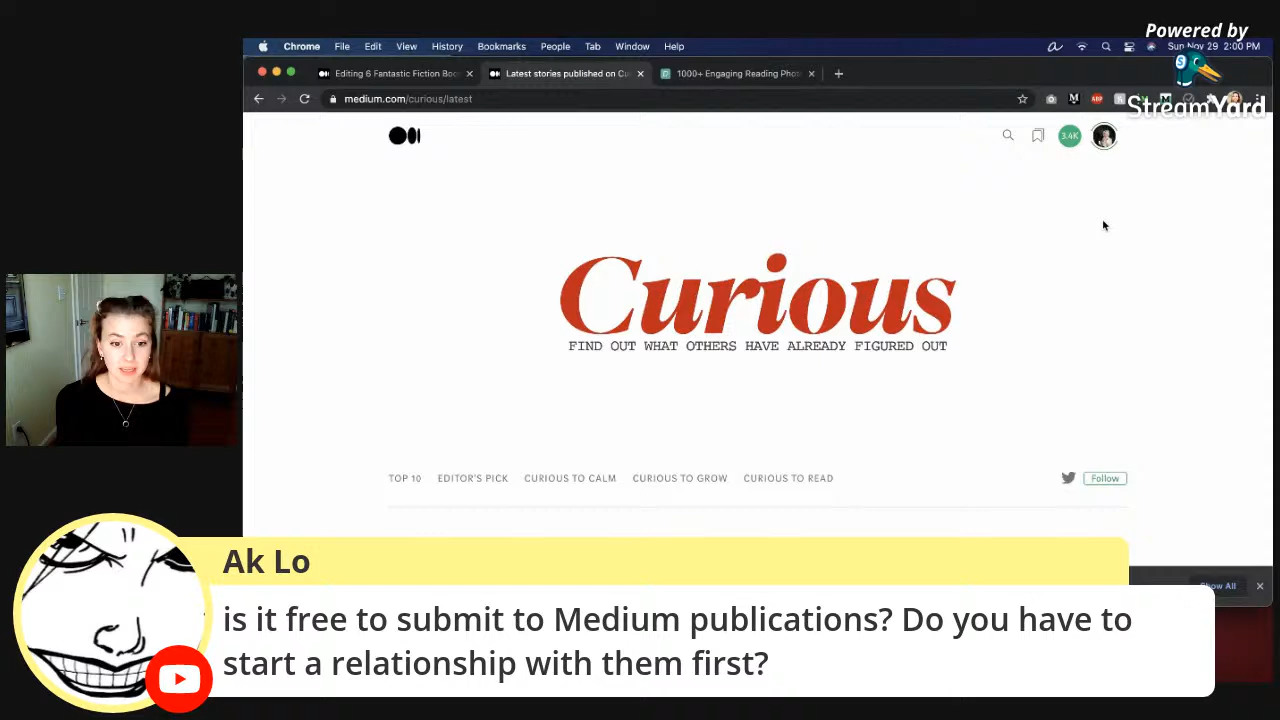 Powered by
StreamYard
Chrome File Edit View History Bookmarks People Tab Window Help
Sun Nov 29 2:00 PM
Editing 6 Fantastic Fiction Boo
Latest stories published on Cu
1000+ Engaging Reading Phot
medium.com/curious/latest
3.4K
Curious
FIND OUT WHAT OTHERS HAVE ALREADY FIGURED OUT
TOP 10 EDITOR'S PICK CURIOUS TO CALM CURIOUS TO GROW CURIOUS TO READ
Follow
Show All
Ak Lo
is it free to submit to Medium publications? Do you have to
start a relationship with them first?